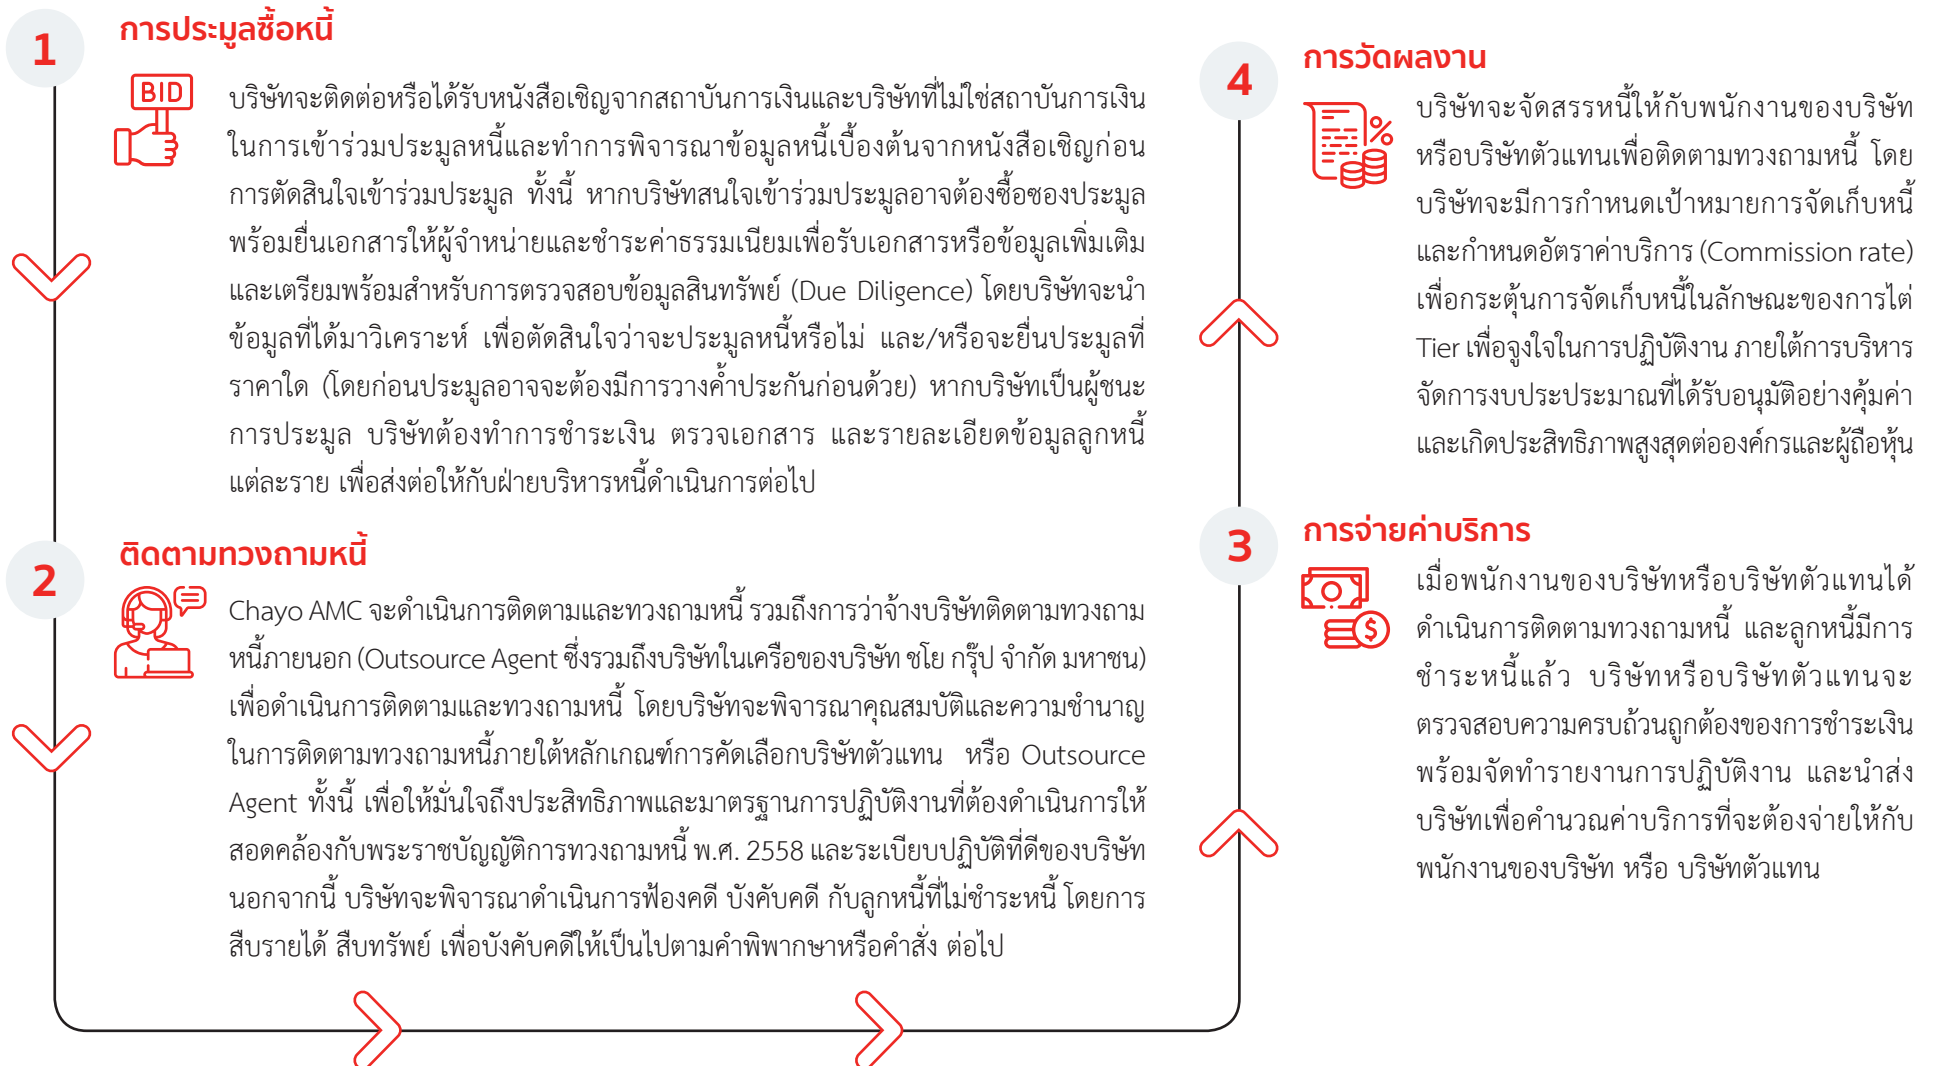 1
การประมูลซื้อหนี้
BID
บริษัทจะติดต่อหรือได้รับหนังสือเชิญจากสถาบันการเงินและบริษัทที่ไม่ใช่สถาบันการเงิน
ในการเข้าร่วมประมูลหนี้และทำการพิจารณาข้อมูลหนี้เบื้องต้นจากหนังสือเชิญก่อน
การตัดสินใจเข้าร่วมประมูล ทั้งนี้ หากบริษัทสนใจเข้าร่วมประมูลอาจต้องซื้อซองประมูล
พร้อมยื่นเอกสารให้ผู้จำหน่ายและชำระค่าธรรมเนียมเพื่อรับเอกสารหรือข้อมูลเพิ่มเติม
และเตรียมพร้อมสำหรับการตรวจสอบข้อมูลสินทรัพย์ (Due Diligence) โดยบริษัทจะนำ
ข้อมูลที่ได้มาวิเคราะห์ เพื่อตัดสินใจว่าจะประมูลหนี้หรือไม่ และ/หรือจะยื่นประมูลที่
ราคาใด (โดยก่อนประมูลอาจจะต้องมีการวางค้ำประกันก่อนด้วย) หากบริษัทเป็นผู้ชนะ
การประมูล บริษัทต้องทำการชำระเงิน ตรวจเอกสาร และรายละเอียดข้อมูลลูกหนี้
แต่ละราย เพื่อส่งต่อให้กับฝ่ายบริหารหนี้ดำเนินการต่อไป
2
ติดตามทวงถามหนี้
Chayo AMC จะดำเนินการติดตามและทวงถามหนี้ รวมถึงการว่าจ้างบริษัทติดตามทวงถาม
หนี้ภายนอก (Outsource Agent ซึ่งรวมถึงบริษัทในเครือของบริษัท ชโย กรุ๊ป จำกัด มหาชน)
เพื่อดำเนินการติดตามและทวงถามหนี้ โดยบริษัทจะพิจารณาคุณสมบัติและความชำนาญ
ในการติดตามทวงถามหนี้ภายใต้หลักเกณฑ์การคัดเลือกบริษัทตัวแทน หรือ Outsource
Agent ทั้งนี้ เพื่อให้มั่นใจถึงประสิทธิภาพและมาตรฐานการปฏิบัติงานที่ต้องดำเนินการให้
สอดคล้องกับพระราชบัญญัติการทวงถามหนี้ พ.ศ. 2558 และระเบียบปฏิบัติที่ดีของบริษัท
นอกจากนี้ บริษัทจะพิจารณาดำเนินการฟ้องคดี บังคับคดี กับลูกหนี้ที่ไม่ชำระหนี้ โดยการ
สืบรายได้ สืบทรัพย์ เพื่อบังคับคดีให้เป็นไปตามคำพิพากษาหรือคำสั่ง ต่อไป
3
การจ่ายค่าบริการ
$
เมื่อพนักงานของบริษัทหรือบริษัทตัวแทนได้
ดำเนินการติดตามทวงถามหนี้ และลูกหนี้มีการ
ชำระหนี้แล้ว บริษัทหรือบริษัทตัวแทนจะ
ตรวจสอบความครบถ้วนถูกต้องของการชำระเงิน
พร้อมจัดทำรายงานการปฏิบัติงาน และนำส่ง
บริษัทเพื่อคำนวณค่าบริการที่จะต้องจ่ายให้กับ
พนักงานของบริษัท หรือ บริษัทตัวแทน
4
การวัดผลงาน
%
บริษัทจะจัดสรรหนี้ให้กับพนักงานของบริษัท
หรือบริษัทตัวแทนเพื่อติดตามทวงถามหนี้ โดย
บริษัทจะมีการกำหนดเป้าหมายการจัดเก็บหนี้
และกำหนดอัตราค่าบริการ (Commission rate)
เพื่อกระตุ้นการจัดเก็บหนี้ในลักษณะของการไต่
Tier เพื่อจูงใจในการปฏิบัติงาน ภายใต้การบริหาร
จัดการงบประประมาณที่ได้รับอนุมัติอย่างคุ้มค่า
และเกิดประสิทธิภาพสูงสุดต่อองค์กรและผู้ถือหุ้น